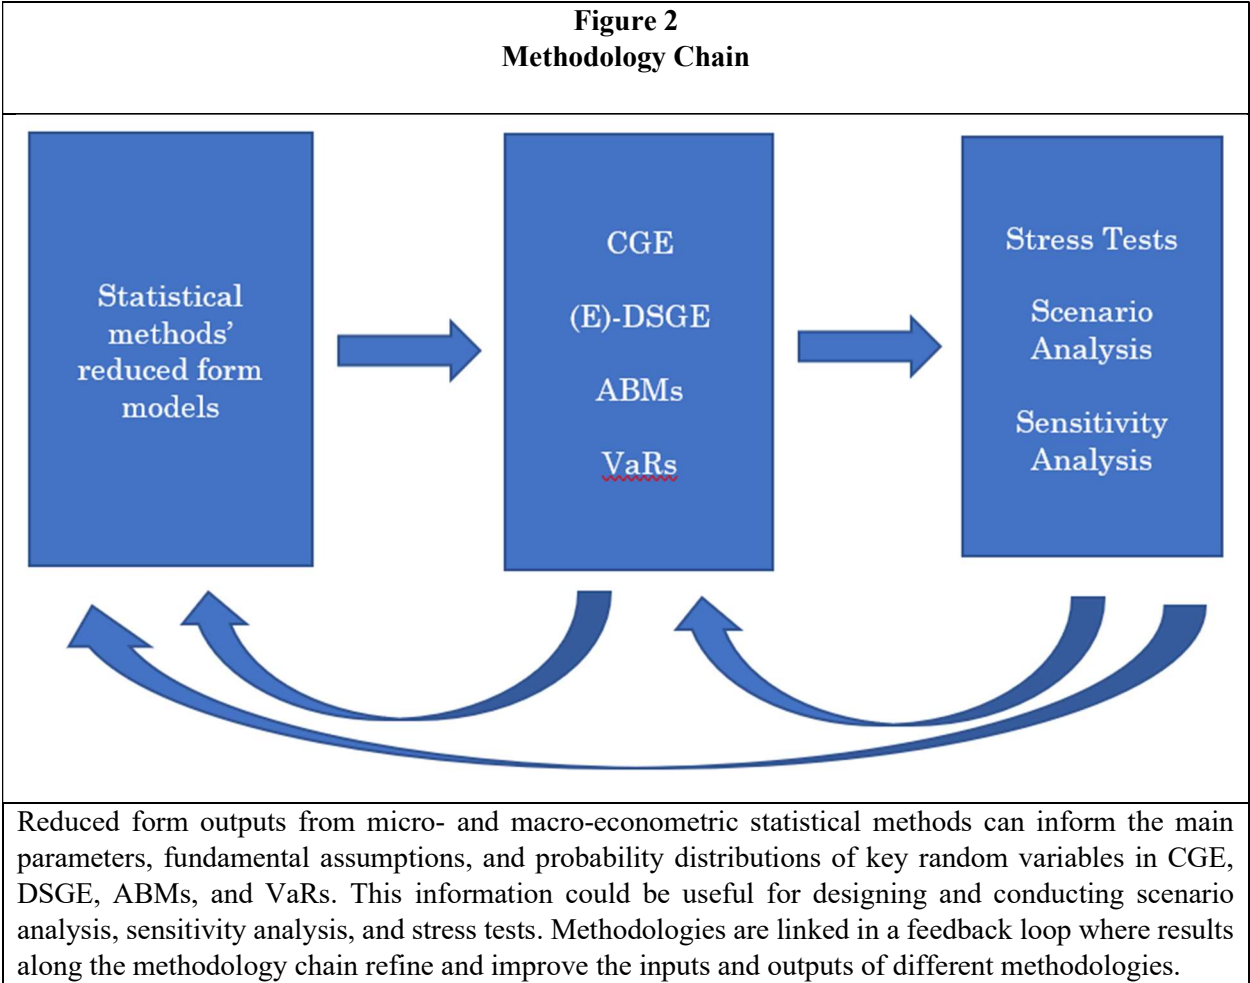 Figure 2
Methodology Chain
Statistical
methods’
reduced form
models
CGE
(E)-DSGE
ABMs
VaRs
Stress Tests
Scenario
Analysis
Sensitivity
Analysis
Reduced form outputs from micro- and macro-econometric statistical methods can inform the main
parameters, fundamental assumptions, and probability distributions of key random variables in CGE,
DSGE, ABMs, and VaRs. This information could be useful for designing and conducting scenario
analysis, sensitivity analysis, and stress tests. Methodologies are linked in a feedback loop where results
along the methodology chain refine and improve the inputs and outputs of different methodologies.